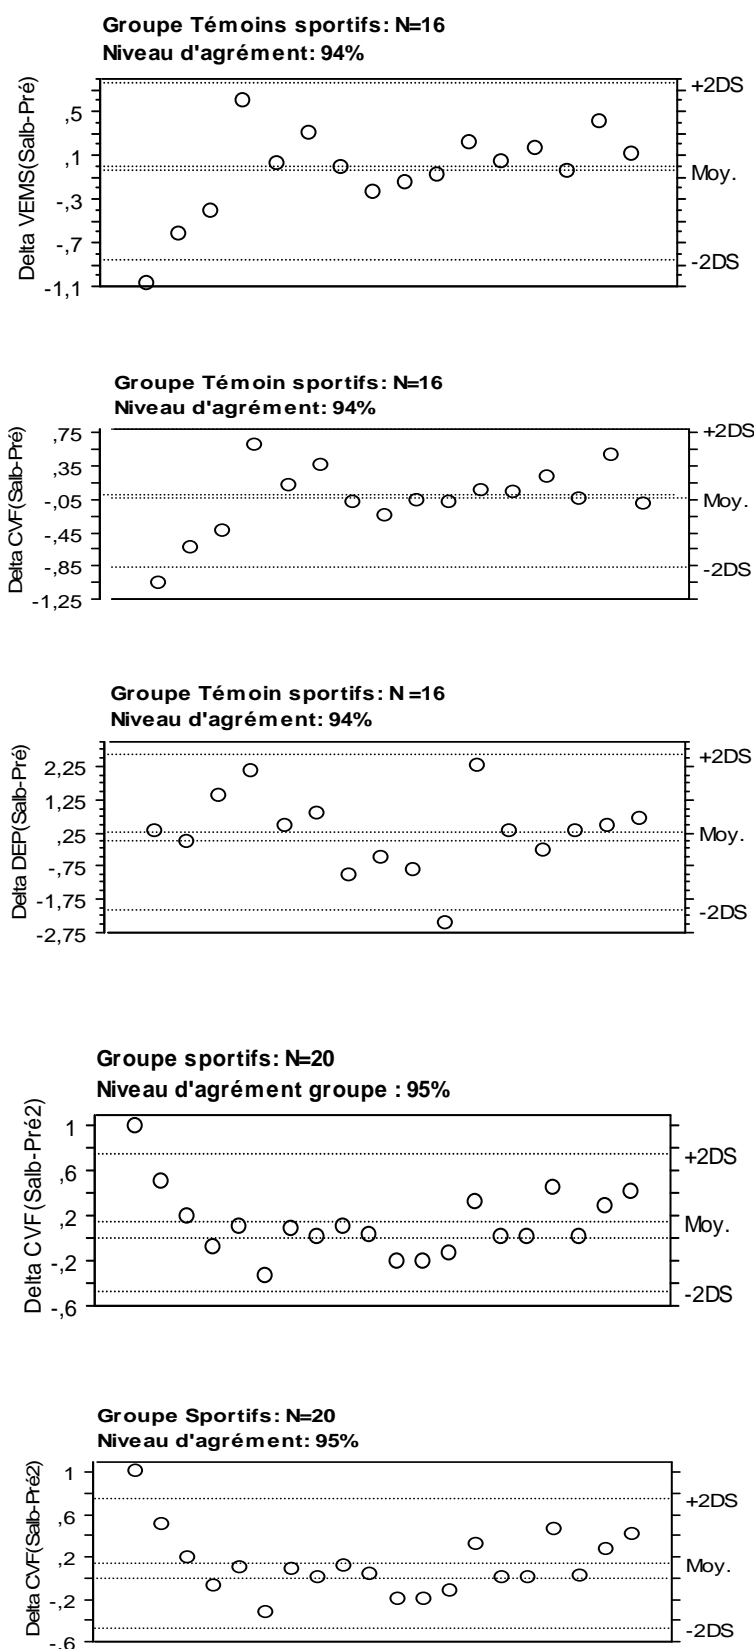 Groupe Témoins sportifs: N=16
Niveau d'agrément: 94%
Delta VEMS(Salb-Pré)
,5
,1
-,3
-,7
-1,1
+2DS
Moy.
-2DS
Groupe Témoin sportifs: N=16
Niveau d'agrément: 94%
Delta CVF(Salb-Pré)
,75
,35
-,05
-,45
-,85
-1,25
+2DS
Moy.
-2DS
Groupe Témoin sportifs: N =16
Niveau d'agrément: 94%
Delta DEP(Salb-Pré)
2,25
1,25
,25
-,75
-1,75
-2,75
+2DS
Moy.
-2DS
Groupe sportifs: N=20
Niveau d'agrément groupe : 95%
Delta CVF(Salb-Pré2)
1
,6
,2
-,2
-,6
+2DS
Moy.
-2DS
Groupe Sportifs: N=20
Niveau d'agrément: 95%
Delta CVF(Salb-Pré2)
1
,6
,2
-,2
-,6
+2DS
Moy.
-2DS